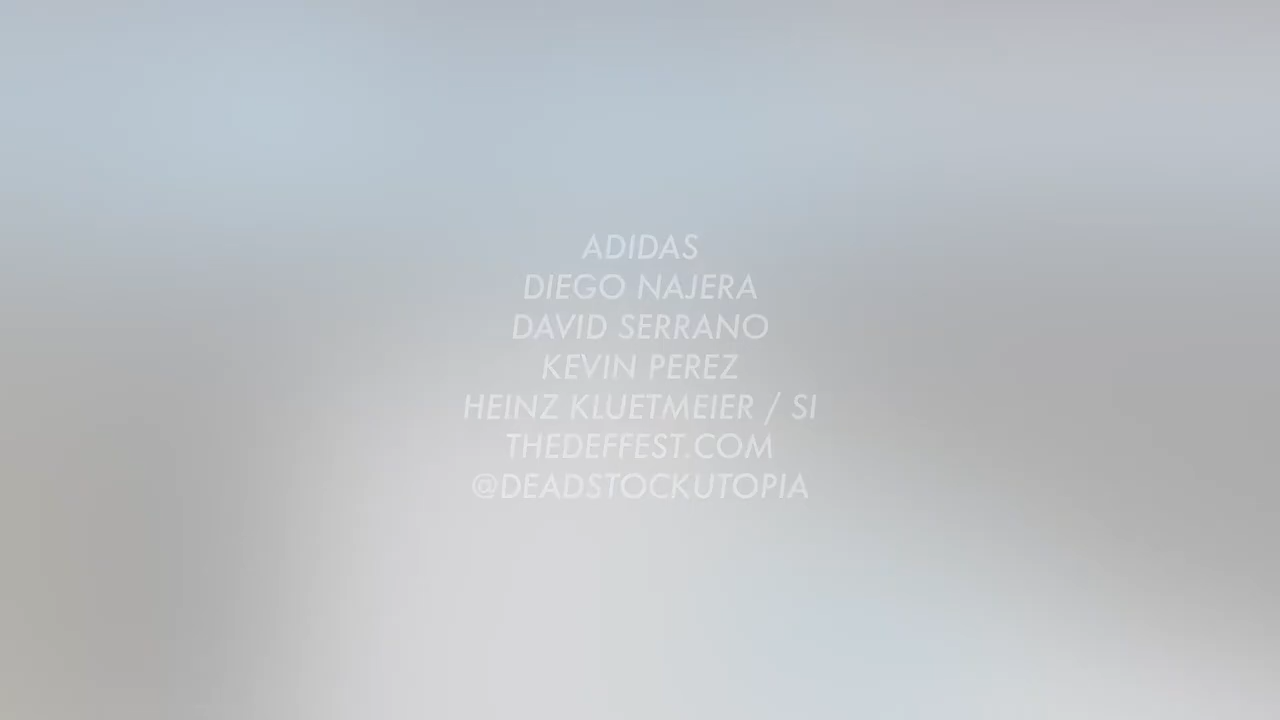 ADIDAS
DIEGO NAJERA
DAVID SERRANO
KEVIN PEREZ
HEINZ KLUETMEIER / SI
THEDEFFEST.COM
@DEADSTOCKUTOPIA